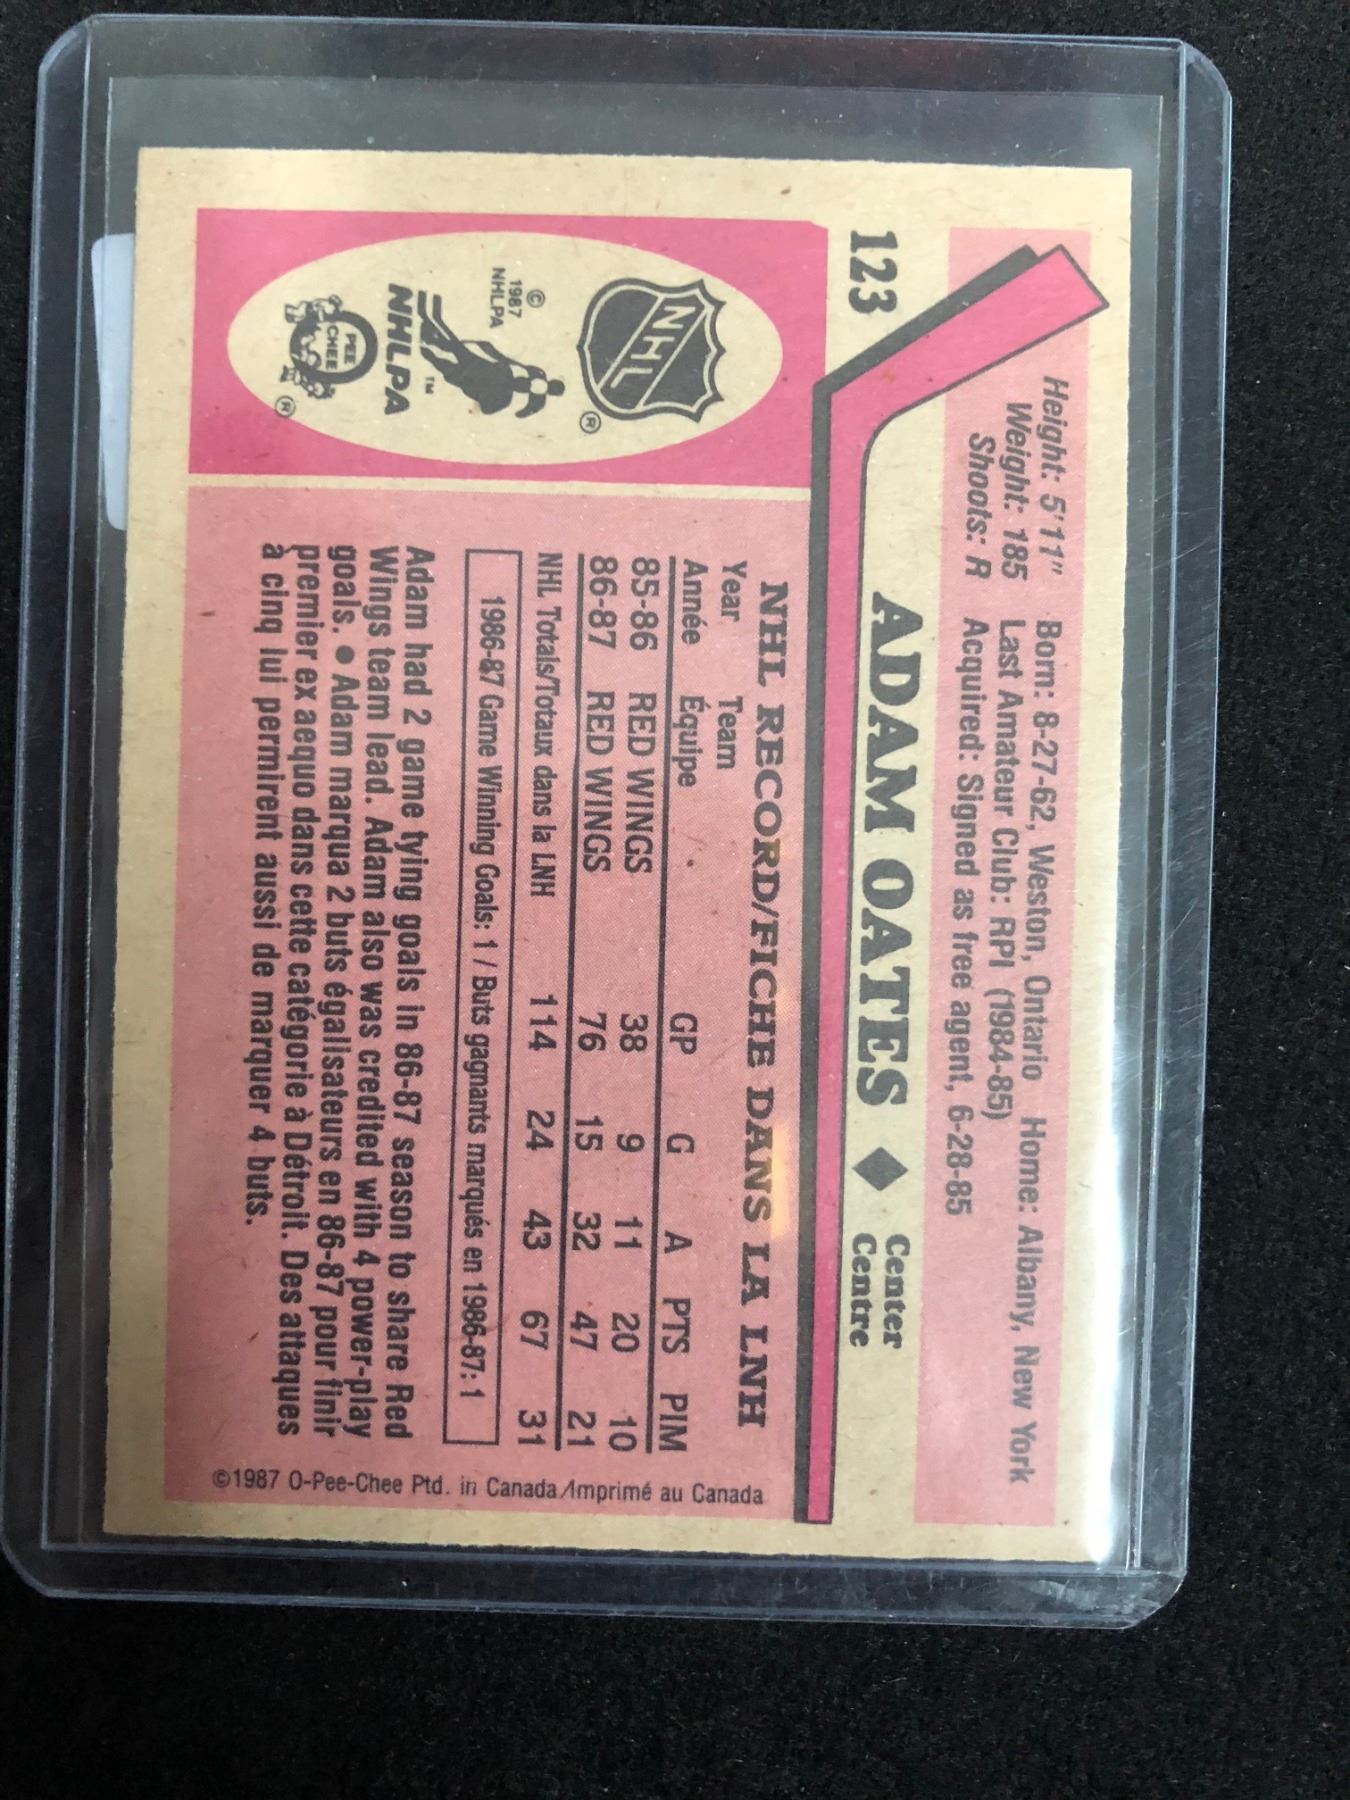 123
Height: 5'11" Born: 8-27-62, Weston, Ontario Home: Albany, New York
Weight: 185 Last Amateur Club: RPI (1984-85)
Shoots: R Acquired: Signed as free agent, 6-28-85
ADAM OATES ♦ Center
Centre
NHL
®
© 1987 NHLPA
NHLPA
™
PEE
CHEE
®
NHL RECORD/FICHE DANS LA LNH
Year Team
Année Équipe GP G A PTS PIM
85-86 RED WINGS 38 9 11 20 10
86-87 RED WINGS 76 15 32 47 21
NHL Totals/Totaux dans la LNH 114 24 43 67 31
1986-87 Game Winning Goals: 1 / Buts gagnants marqués en 1986-87: 1
Adam had 2 game tying goals in 86-87 season to share Red
Wings team lead. Adam also was credited with 4 power-play
goals. ● Adam marqua 2 buts égalisateurs en 86-87 pour finir
premier ex aequo dans cette catégorie à Détroit. Des attaques
à cinq lui permirent aussi de marquer 4 buts.
©1987 O-Pee-Chee Ptd. in Canada/Imprimé au Canada